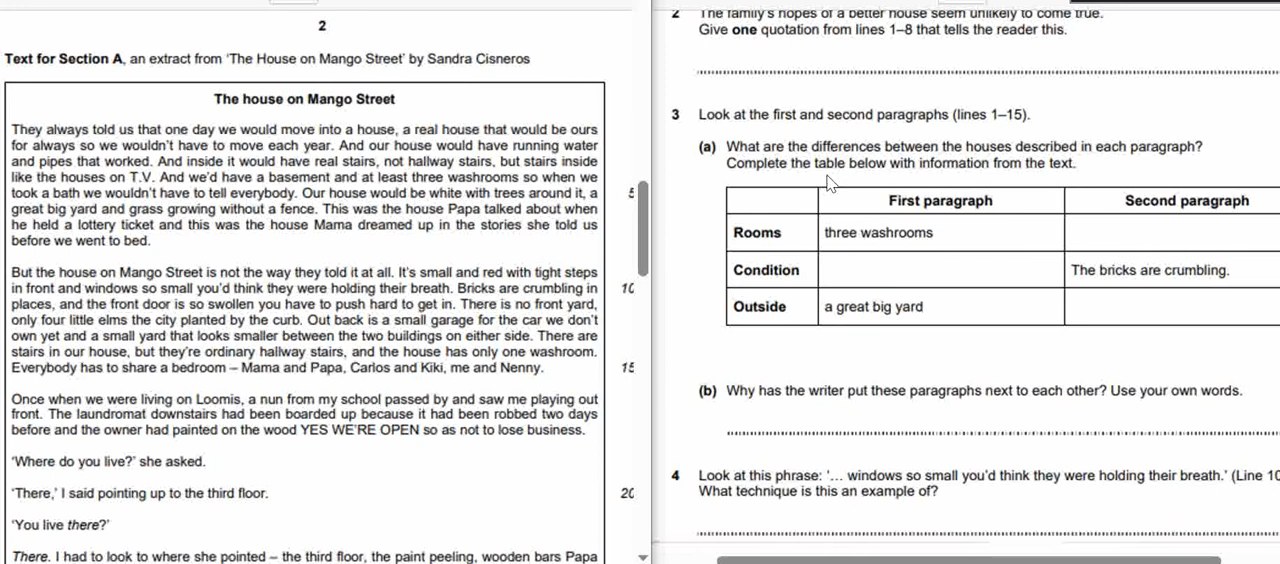 2
Text for Section A, an extract from ‘The House on Mango Street’ by Sandra Cisneros
The house on Mango Street
They always told us that one day we would move into a house, a real house that would be ours
for always so we wouldn’t have to move each year. And our house would have running water
and pipes that worked. And inside it would have real stairs, not hallway stairs, but stairs inside
like the houses on T.V. And we’d have a basement and at least three washrooms so when we
took a bath we wouldn’t have to tell everybody. Our house would be white with trees around it, a
5
great big yard and grass growing without a fence. This was the house Papa talked about when
he held a lottery ticket and this was the house Mama dreamed up in the stories she told us
before we went to bed.
But the house on Mango Street is not the way they told it at all. It’s small and red with tight steps
in front and windows so small you’d think they were holding their breath. Bricks are crumbling in
10
places, and the front door is so swollen you have to push hard to get in. There is no front yard,
only four little elms the city planted by the curb. Out back is a small garage for the car we don’t
own yet and a small yard that looks smaller between the two buildings on either side. There are
stairs in our house, but they’re ordinary hallway stairs, and the house has only one washroom.
Everybody has to share a bedroom – Mama and Papa, Carlos and Kiki, me and Nenny.
15
Once when we were living on Loomis, a nun from my school passed by and saw me playing out
front. The laundromat downstairs had been boarded up because it had been robbed two days
before and the owner had painted on the wood YES WE’RE OPEN so as not to lose business.
‘Where do you live?’ she asked.
‘There,’ I said pointing up to the third floor.
20
‘You live there?’
There. I had to look to where she pointed – the third floor, the paint peeling, wooden bars Papa
2 The family’s hopes of a better house seem unlikely to come true.
Give one quotation from lines 1–8 that tells the reader this.
3 Look at the first and second paragraphs (lines 1–15).
(a) What are the differences between the houses described in each paragraph?
Complete the table below with information from the text.
First paragraph Second paragraph
Rooms three washrooms
Condition The bricks are crumbling.
Outside a great big yard
(b) Why has the writer put these paragraphs next to each other? Use your own words.
4 Look at this phrase: ‘… windows so small you’d think they were holding their breath.’ (Line 10
What technique is this an example of?